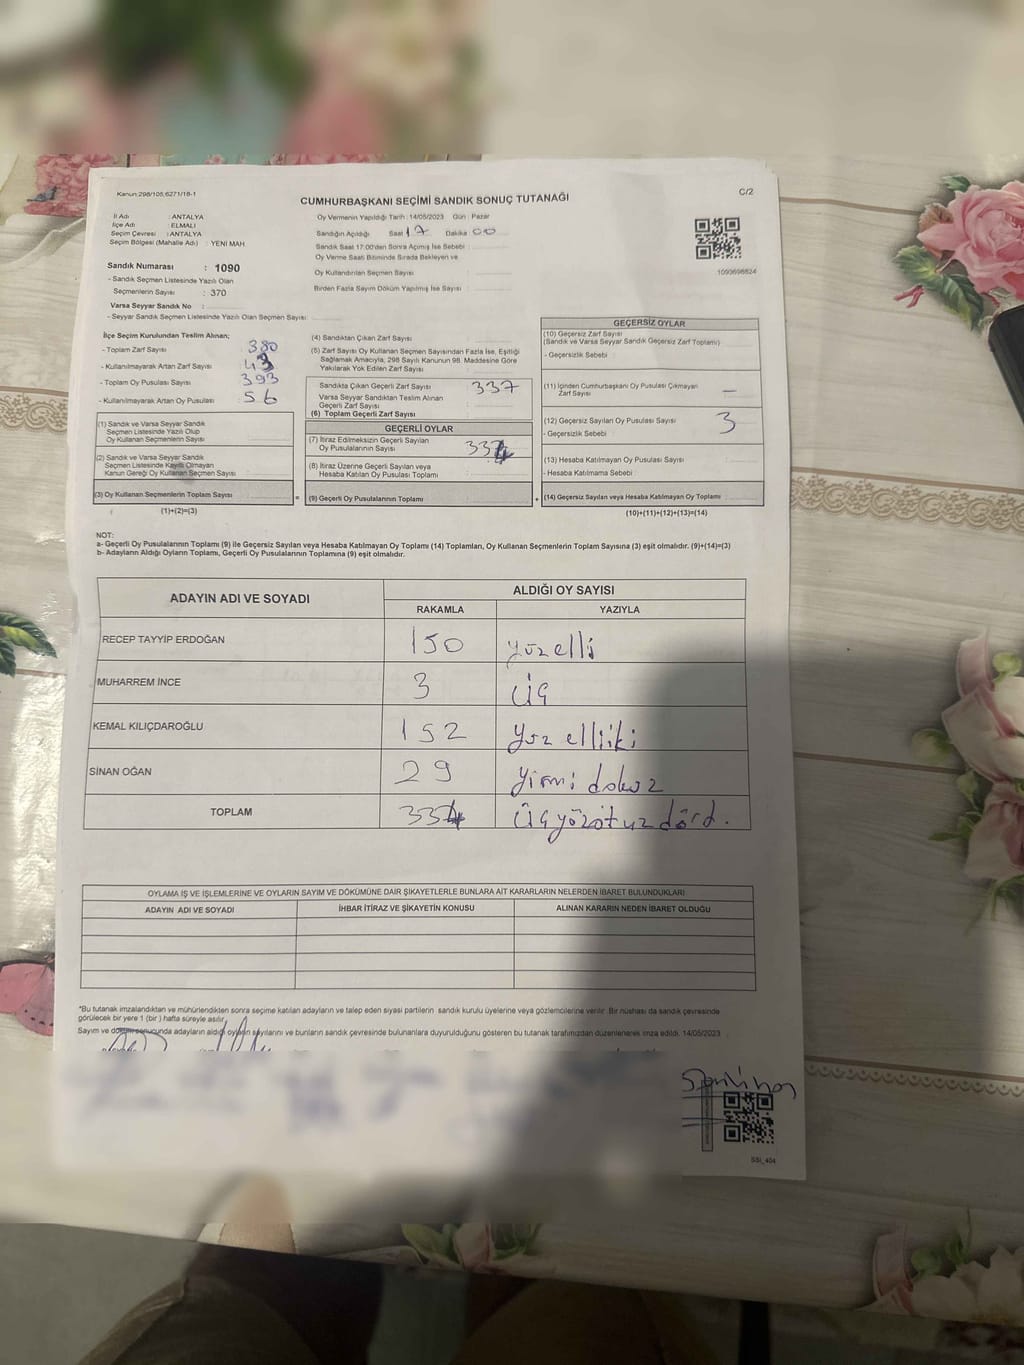 Kanun:298/105,6271/16-1
C/2
CUMHURBAŞKANI SEÇİMİ SANDIK SONUÇ TUTANAĞI
İl Adı : ANTALYA
İlçe Adı : ELMALI
Seçim Çevresi : ANTALYA
Seçim Bölgesi (Mahalle Adı) : YENİ MAH
Oy Vermenin Yapıldığı Tarih : 14/05/2023 Gün : Pazar
Sandığın Açıldığı Saat 17 Dakika 00
Sandık Saat 17:00'den Sonra Açımış İse Sebebi :
Oy Verme Saati Bitiminde Sırada Bekleyen ve
Oy Kullandırılan Seçmen Sayısı :
Birden Fazla Sayım Döküm Yapılmış İse Sayısı :
1093698824
Sandık Numarası : 1090
- Sandık Seçmen Listesinde Yazılı Olan
Seçmenlerin Sayısı : 370
Varsa Seyyar Sandık No :
- Seyyar Sandık Seçmen Listesinde Yazılı Olan Seçmen Sayısı :
İlçe Seçim Kurulundan Teslim Alınan;
- Toplam Zarf Sayısı 380
- Kullanılmayarak Artan Zarf Sayısı 43
- Toplam Oy Pusulası Sayısı 393
- Kullanılmayarak Artan Oy Pusulası 56
(1) Sandık ve Varsa Seyyar Sandık
Seçmen Listesinde Yazılı Olup
Oy Kullanan Seçmenlerin Sayısı
(2) Sandık ve Varsa Seyyar Sandık
Seçmen Listesinde Kayıtlı Olmayan
Kanun Gereği Oy Kullanan Seçmen Sayısı
(3) Oy Kullanan Seçmenlerin Toplam Sayısı
(1)+(2)=(3)
(4) Sandıktan Çıkan Zarf Sayısı
(5) Zarf Sayısı Oy Kullanan Seçmen Sayısından Fazla İse, Eşitliği
Sağlamak Amacıyla, 298 Sayılı Kanunun 98. Maddesine Göre
Yakılarak Yok Edilen Zarf Sayısı
Sandıkta Çıkan Geçerli Zarf Sayısı 337
Varsa Seyyar Sandıktan Teslim Alınan
Geçerli Zarf Sayısı
(6) Toplam Geçerli Zarf Sayısı
GEÇERLİ OYLAR
(7) İtiraz Edilmeksizin Geçerli Sayılan
Oy Pusulalarının Sayısı 334
(8) İtiraz Üzerine Geçerli Sayılan veya
Hesaba Katılan Oy Pusulası Toplamı
= (9) Geçerli Oy Pusulalarının Toplamı +
GEÇERSİZ OYLAR
(10) Geçersiz Zarf Sayısı
(Sandık ve Varsa Seyyar Sandık Geçersiz Zarf Toplamı)
- Geçersizlik Sebebi :
(11) İçinden Cumhurbaşkanı Oy Pusulası Çıkmayan
Zarf Sayısı –
(12) Geçersiz Sayılan Oy Pusulası Sayısı 3
- Geçersizlik Sebebi :
(13) Hesaba Katılmayan Oy Pusulası Sayısı
- Hesaba Katılmama Sebebi :
(14) Geçersiz Sayılan veya Hesaba Katılmayan Oy Toplamı
(10)+(11)+(12)+(13)=(14)
NOT:
a- Geçerli Oy Pusulalarının Toplamı (9) ile Geçersiz Sayılan veya Hesaba Katılmayan Oy Toplamı (14) Toplamları, Oy Kullanan Seçmenlerin Toplam Sayısına (3) eşit olmalıdır. (9)+(14)=(3)
b- Adayların Aldığı Oyların Toplamı, Geçerli Oy Pusulalarının Toplamına (9) eşit olmalıdır.
ADAYIN ADI VE SOYADI
ALDIĞI OY SAYISI
RAKAMLA YAZIYLA
RECEP TAYYİP ERDOĞAN 150 yüzelli
MUHARREM İNCE 3 üç
KEMAL KILIÇDAROĞLU 152 yüz elliiki
SİNAN OĞAN 29 yirmi dokuz
TOPLAM 334 üçyüzotuzdörd.
OYLAMA İŞ VE İŞLEMLERİNE VE OYLARIN SAYIM VE DÖKÜMÜNE DAİR ŞİKAYETLERLE BUNLARA AİT KARARLARIN NELERDEN İBARET BULUNDUKLARI
ADAYIN ADI VE SOYADI İHBAR İTİRAZ VE ŞİKAYETİN KONUSU ALINAN KARARIN NEDEN İBARET OLDUĞU
*Bu tutanak imzalandıktan ve mühürlendikten sonra seçime katılan adayların ve talep eden siyasi partilerin sandık kurulu üyelerine veya gözlemcilerine verilir. Bir nüshası da sandık çevresinde
görülecek bir yere 1 (bir ) hafta süreyle asılır.
Sayım ve döküm sonucunda adayların aldığı oyların sayılarını ve bunların sandık çevresinde bulunanlara duyurulduğunu gösteren bu tutanak tarafımızdan düzenlenerek imza edildi. 14/05/2023
SSI_404